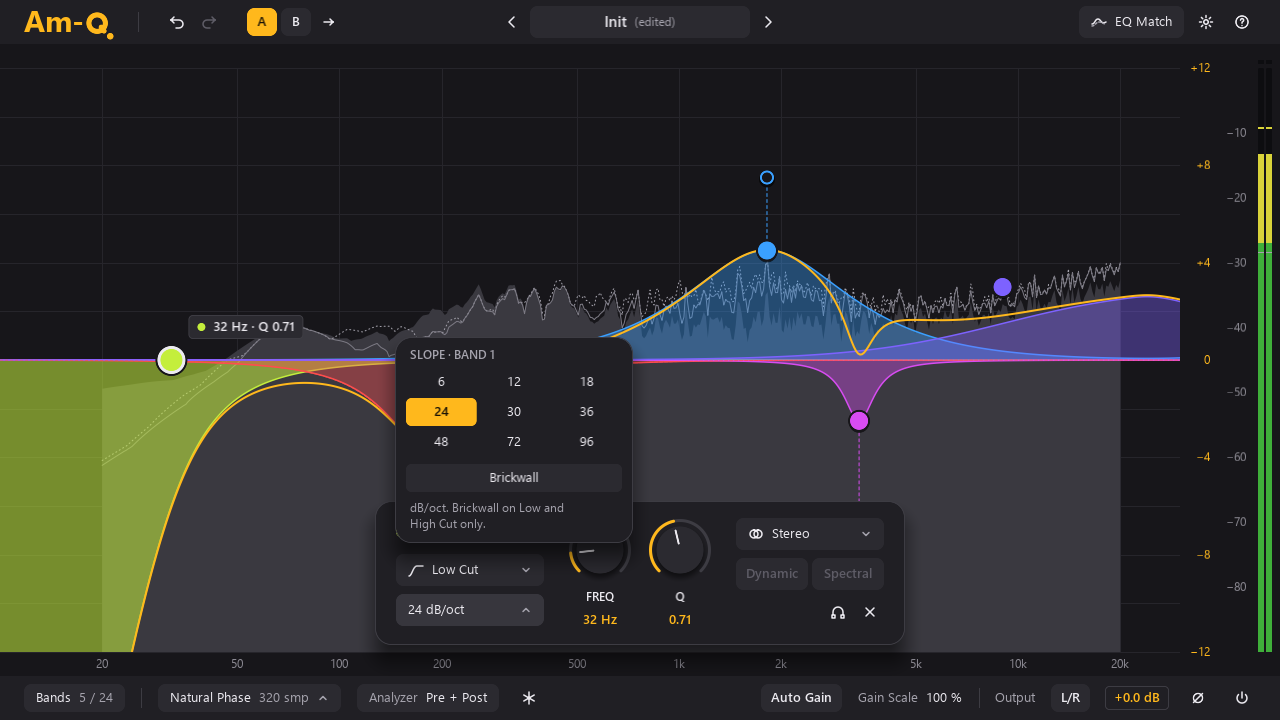 Am-Q
A
B
Init (edited)
EQ Match
+12
+8
+4
0
−4
−8
−12
−10
−20
−30
−40
−50
−60
−70
−80
32 Hz · Q 0.71
SLOPE · BAND 1
6 12 18
24 30 36
48 72 96
Brickwall
dB/oct. Brickwall on Low and
High Cut only.
Low Cut
24 dB/oct
FREQ
32 Hz
Q
0.71
Stereo
Dynamic
Spectral
20 50 100 200 500 1k 2k 5k 10k 20k
Bands 5 / 24
Natural Phase 320 smp
Analyzer Pre + Post
Auto Gain
Gain Scale 100 %
Output
L/R
+0.0 dB